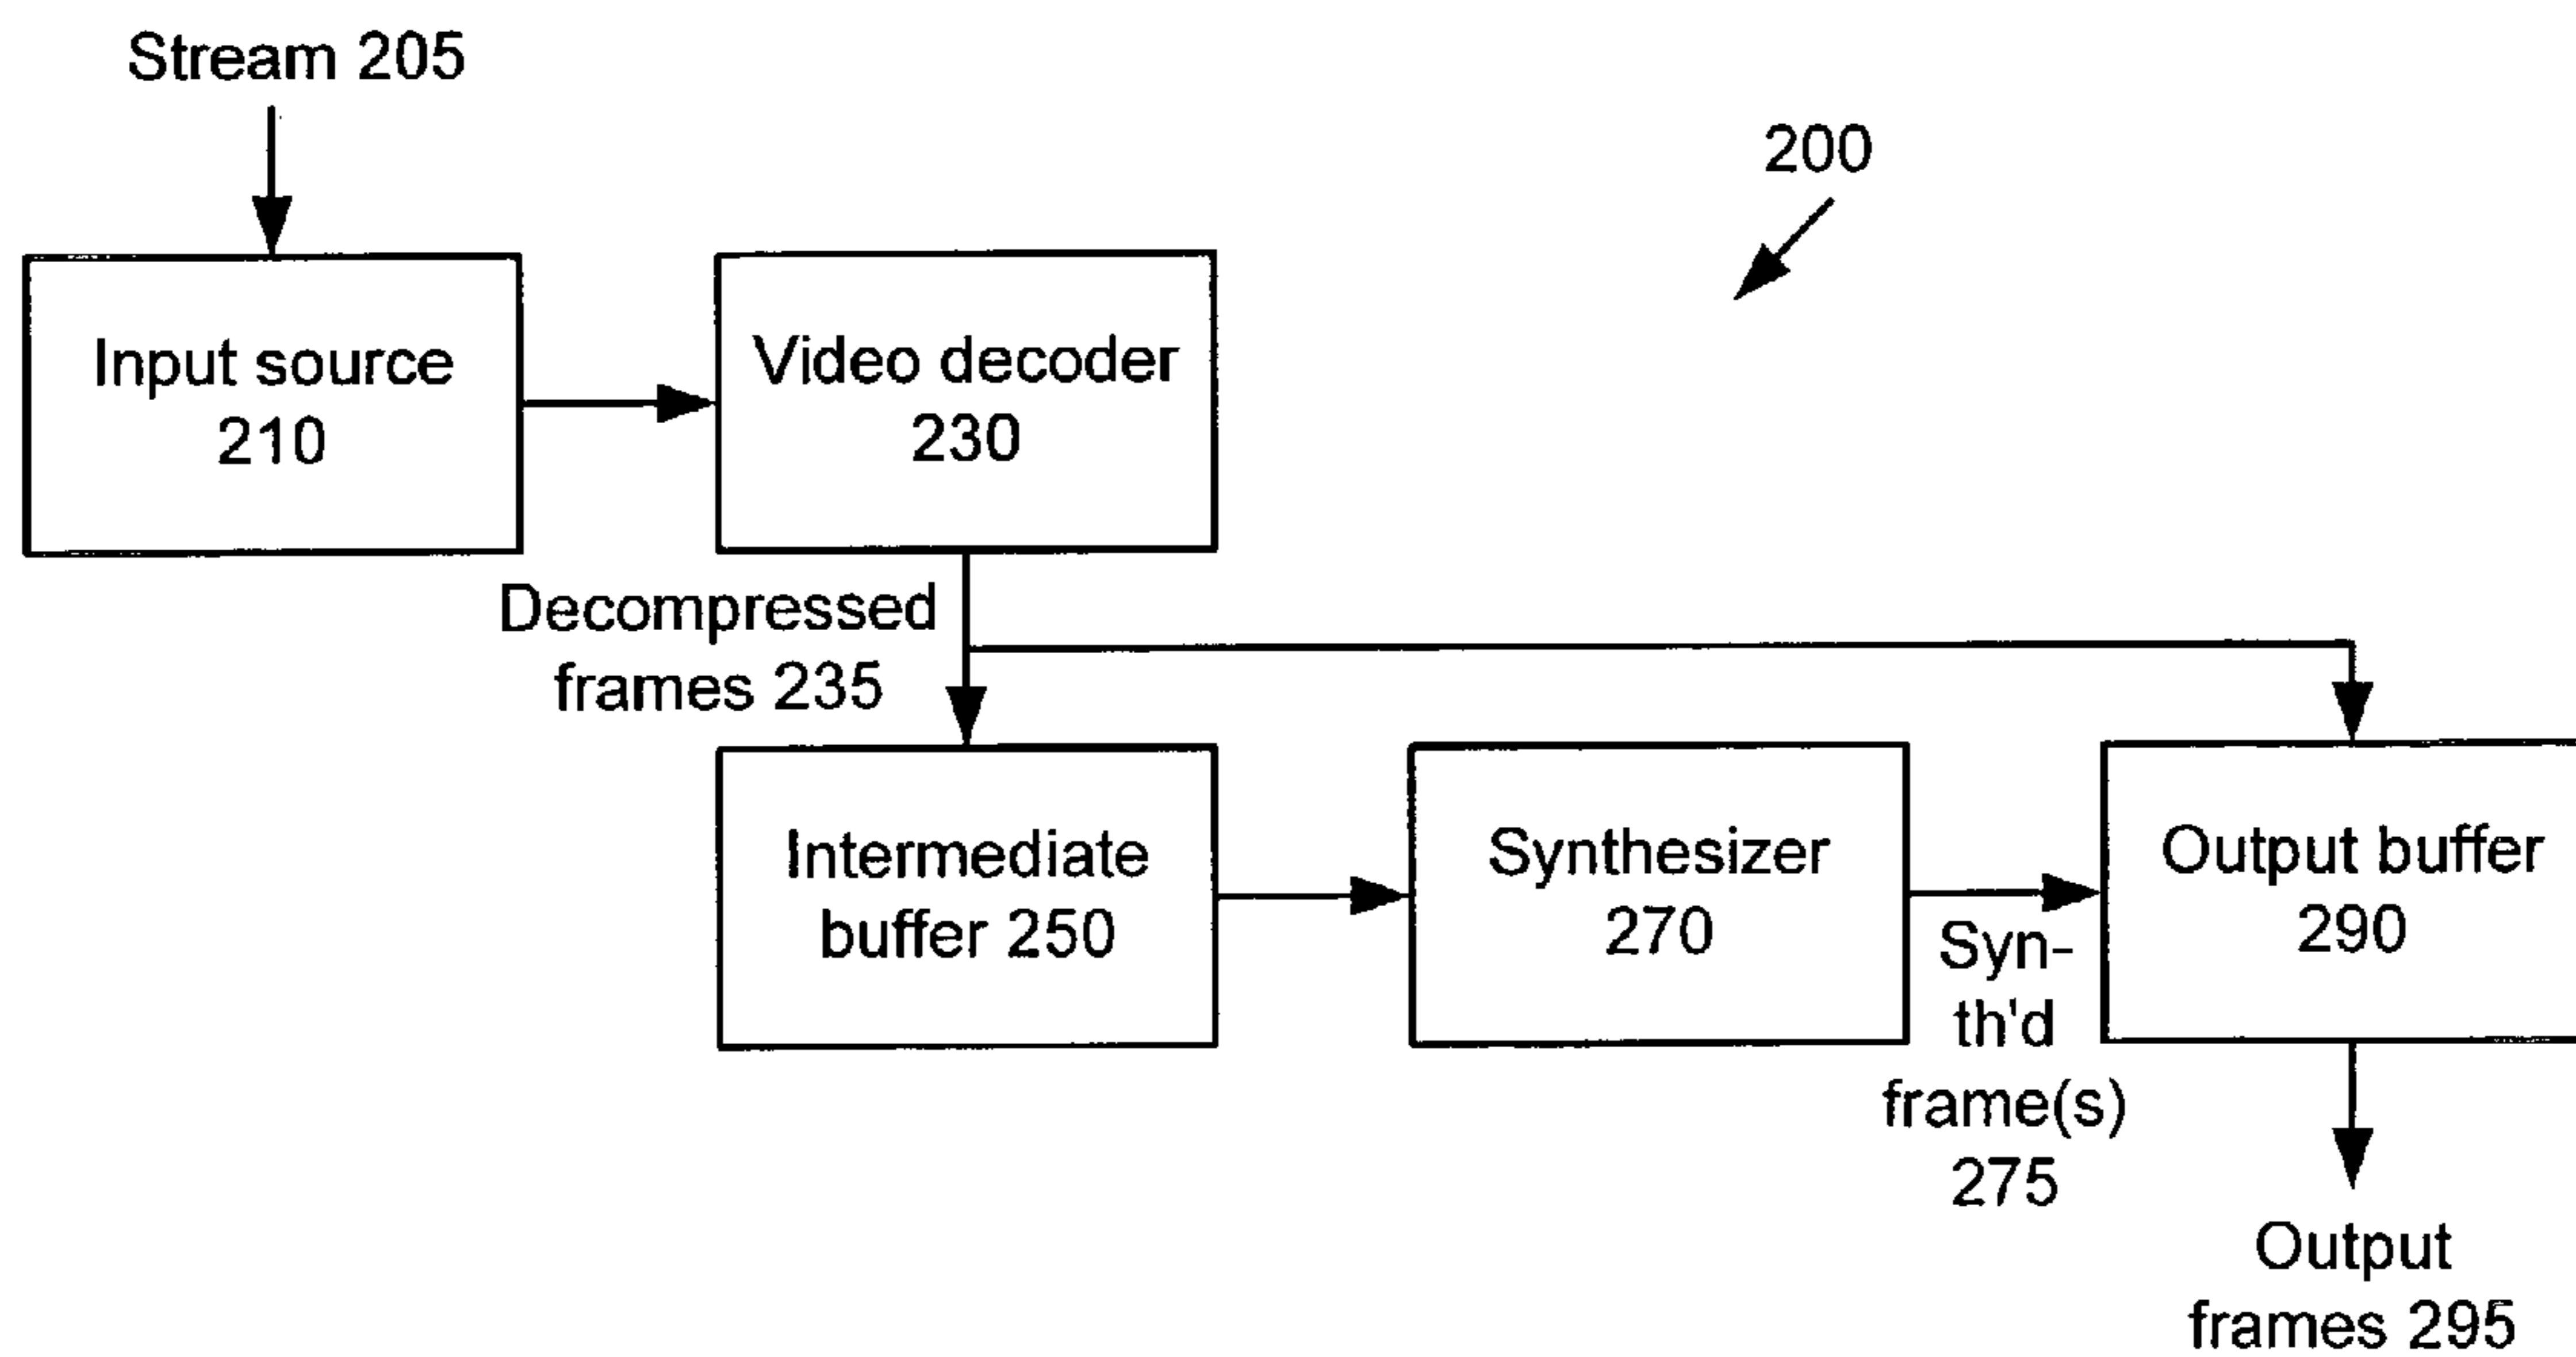 Stream 205
200
Input source
210
Video decoder
230
Decompressed
frames 235
Intermediate
buffer 250
Synthesizer
270
Syn-
th'd
frame(s)
275
Output buffer
290
Output
frames 295